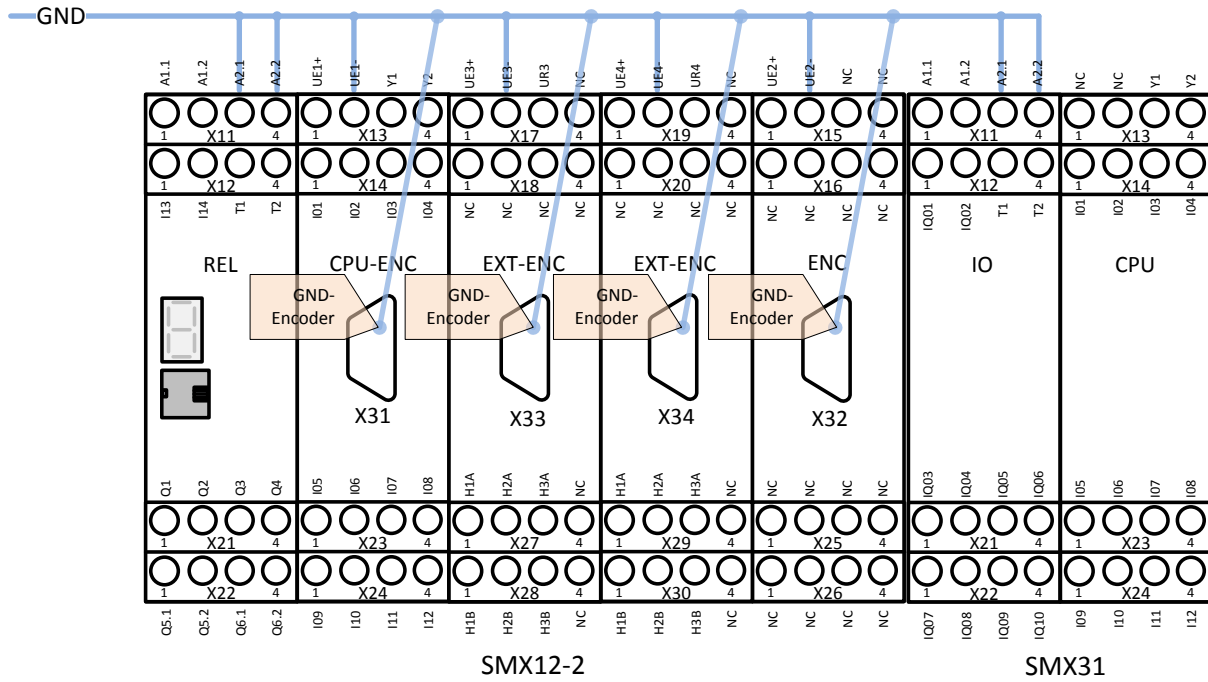 GND
A1.1 A1.2 A2.1 A2.2 UE1+ UE1- Y1 Y2 UE3+ UE3- UR3 NC UE4+ UE4- UR4 NC UE2+ UE2- NC NC A1.1 A1.2 A2.1 A2.2 NC NC Y1 Y2
1 X11 4 1 X13 4 1 X17 4 1 X19 4 1 X15 4 1 X11 4 1 X13 4
1 X12 4 1 X14 4 1 X18 4 1 X20 4 1 X16 4 1 X12 4 1 X14 4
I13 I14 T1 T2 I01 I02 I03 I04 NC NC NC NC NC NC NC NC NC NC NC NC IQ01 IQ02 T1 T2 I01 I02 I03 I04
REL CPU-ENC EXT-ENC EXT-ENC ENC IO CPU
GND- GND- GND- GND-
Encoder Encoder Encoder Encoder
X31 X33 X34 X32
Q1 Q2 Q3 Q4 I05 I06 I07 I08 H1A H2A H3A NC H1A H2A H3A NC NC NC NC NC IQ03 IQ04 IQ05 IQ06 I05 I06 I07 I08
1 X21 4 1 X23 4 1 X27 4 1 X29 4 1 X25 4 1 X21 4 1 X23 4
1 X22 4 1 X24 4 1 X28 4 1 X30 4 1 X26 4 1 X22 4 1 X24 4
Q5.1 Q5.2 Q6.1 Q6.2 I09 I10 I11 I12 H1B H2B H3B NC H1B H2B H3B NC NC NC NC NC IQ07 IQ08 IQ09 IQ10 I09 I10 I11 I12
SMX12-2 SMX31